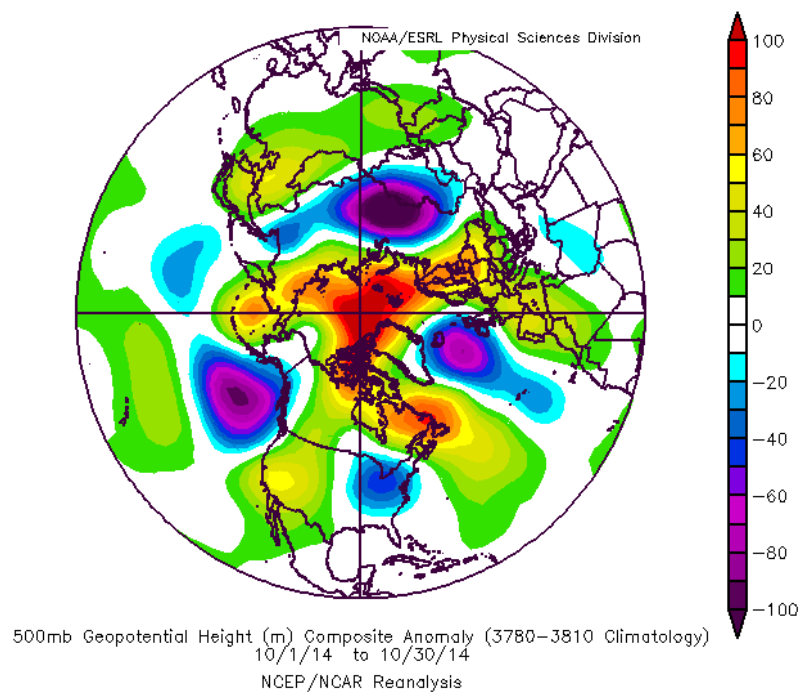 NOAA/ESRL Physical Sciences Division
100
80
60
40
20
0
-20
-40
-60
-80
-100
500mb Geopotential Height (m) Composite Anomaly (3780-3810 Climatology)
10/1/14 to 10/30/14
NCEP/NCAR Reanalysis